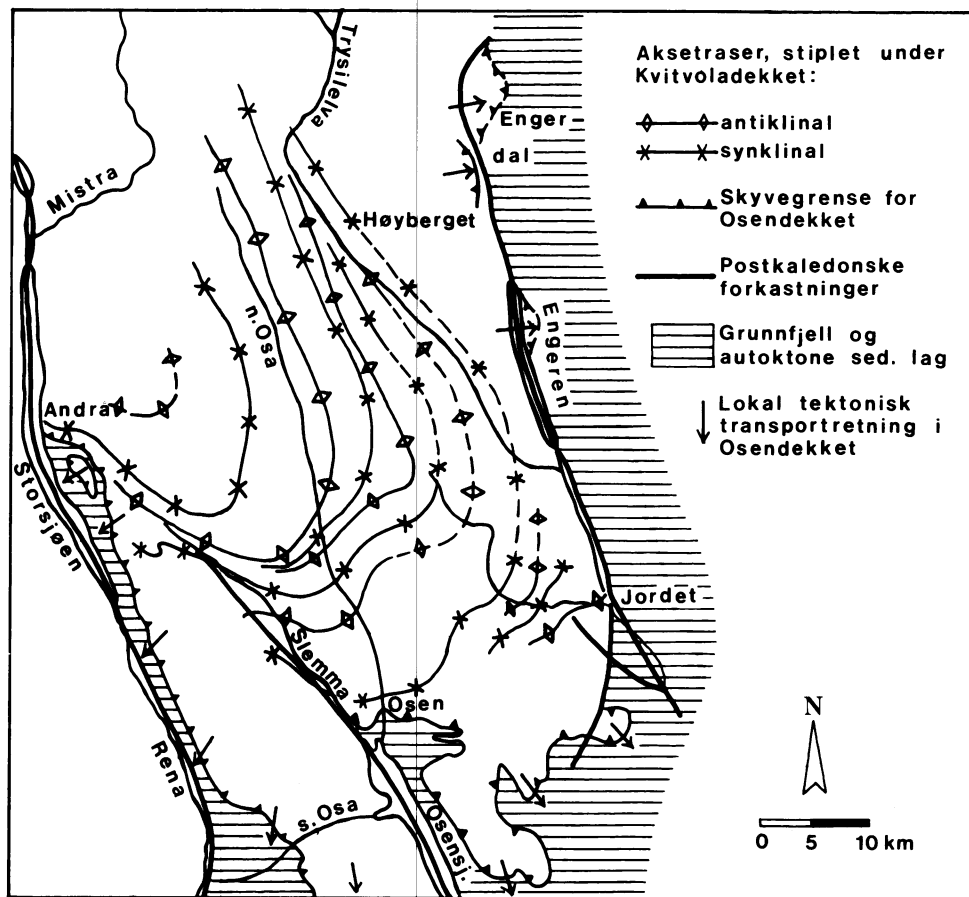 Aksetraser, stiplet under
Kvitvoladekket:
antiklinal
synklinal
Skyvegrense for
Osendekket
Postkaledonske
forkastninger
Grunnfjell og
autoktone sed. lag
Lokal tektonisk
transportretning i
Osendekket
Trysilelva
Enger-
dal
Mistra
Høyberget
n.Osa
Engeren
Andrå
Storsjøen
Jordet
Slemma
Osen
Rena
s.Osa
Osensj.
N
0 5 10 km